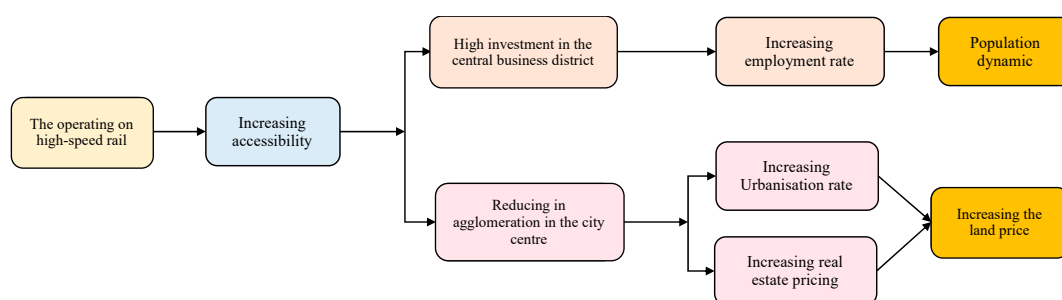 The operating on
high-speed rail
Increasing
accessibility
High investment in the
central business district
Increasing
employment rate
Population
dynamic
Reducing in
agglomeration in the city
centre
Increasing
Urbanisation rate
Increasing real
estate pricing
Increasing the
land price